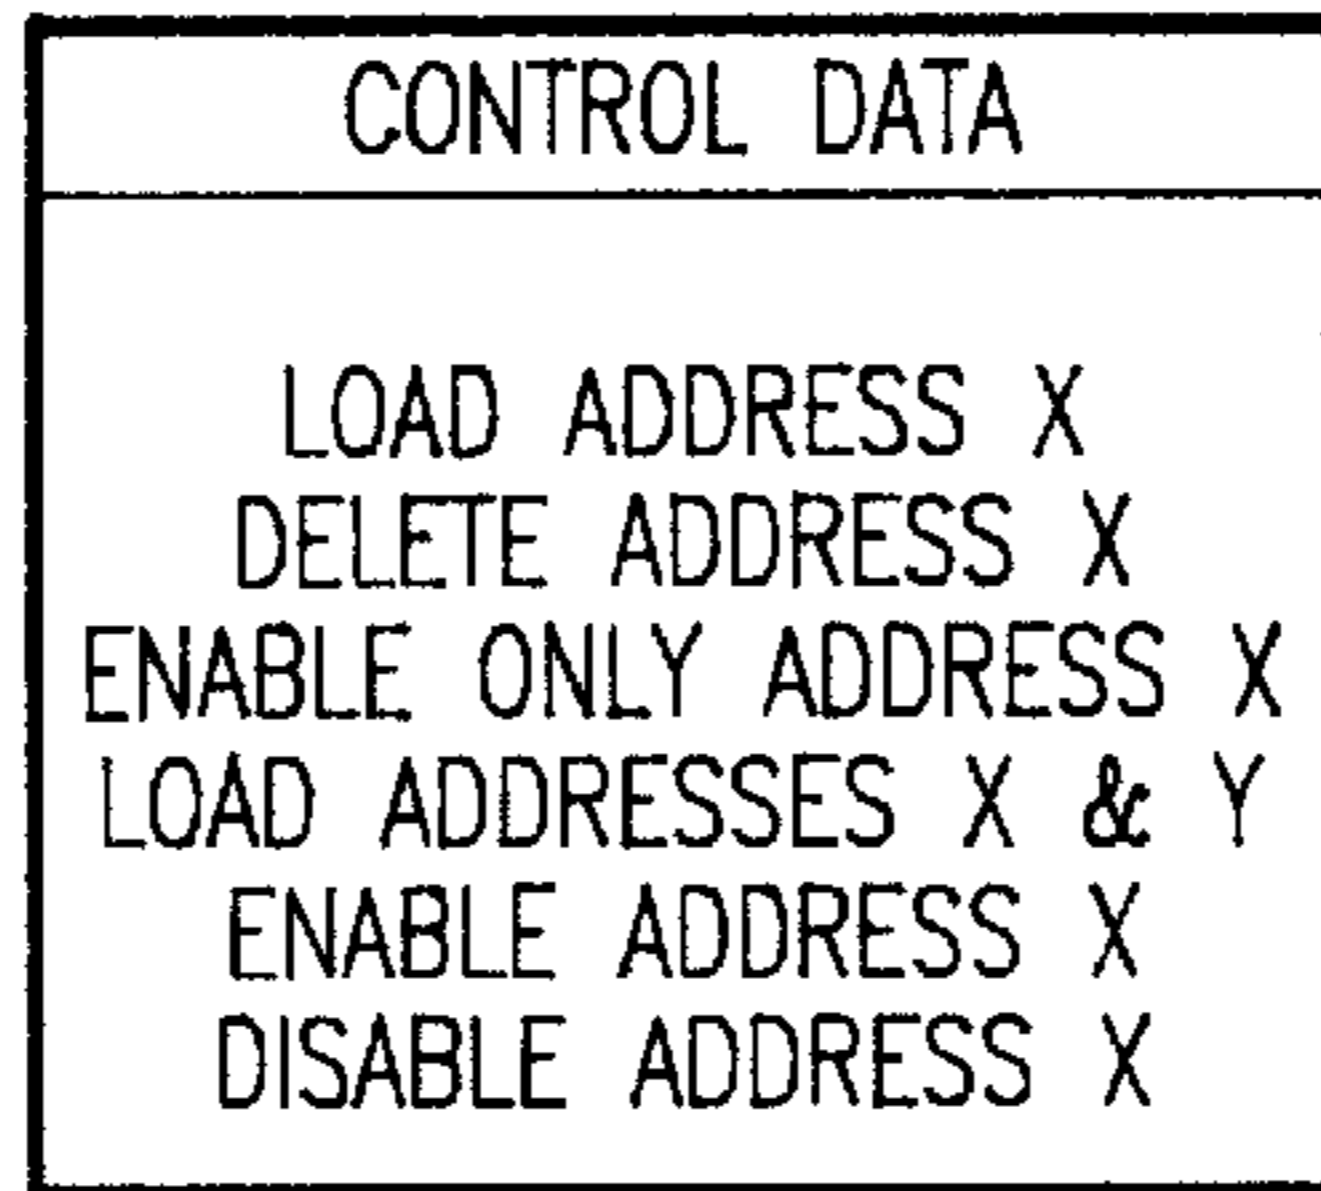 CONTROL DATA
LOAD ADDRESS X
DELETE ADDRESS X
ENABLE ONLY ADDRESS X
LOAD ADDRESSES X & Y
ENABLE ADDRESS X
DISABLE ADDRESS X